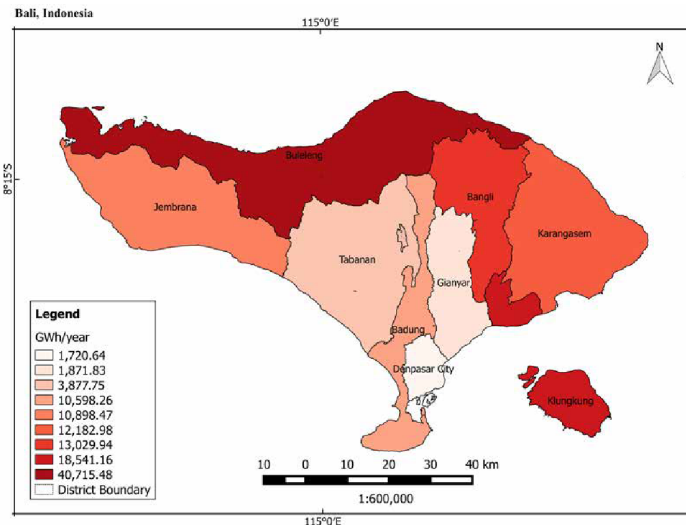 Bali, Indonesia
115°0′E
N
8°15′S
Buleleng
Jembrana
Bangli
Karangasem
Tabanan
Gianyar
Badung
Denpasar City
Klungkung
Legend
GWh/year
1,720.64
1,871.83
3,877.75
10,598.26
10,898.47
12,182.98
13,029.94
18,541.16
40,715.48
District Boundary
10 0 10 20 30 40 km
1:600,000
115°0′E